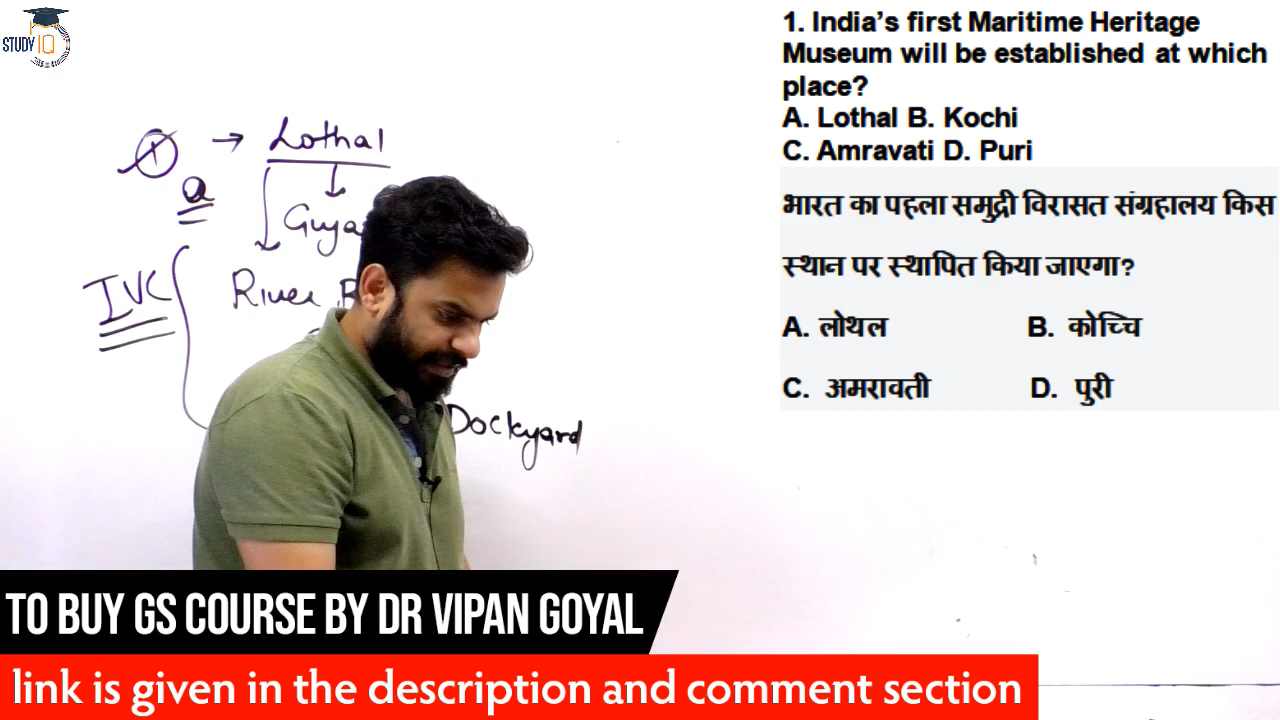 STUDY IQ
1. India's first Maritime Heritage
Museum will be established at which
place?
A. Lothal B. Kochi
C. Amravati D. Puri
भारत का पहला समुद्री विरासत संग्रहालय किस
स्थान पर स्थापित किया जाएगा?
A. लोथल B. कोच्चि
C. अमरावती D. पुरी
1 → Lothal
a
IVC
River
Dockyard
TO BUY GS COURSE BY DR VIPAN GOYAL
link is given in the description and comment section